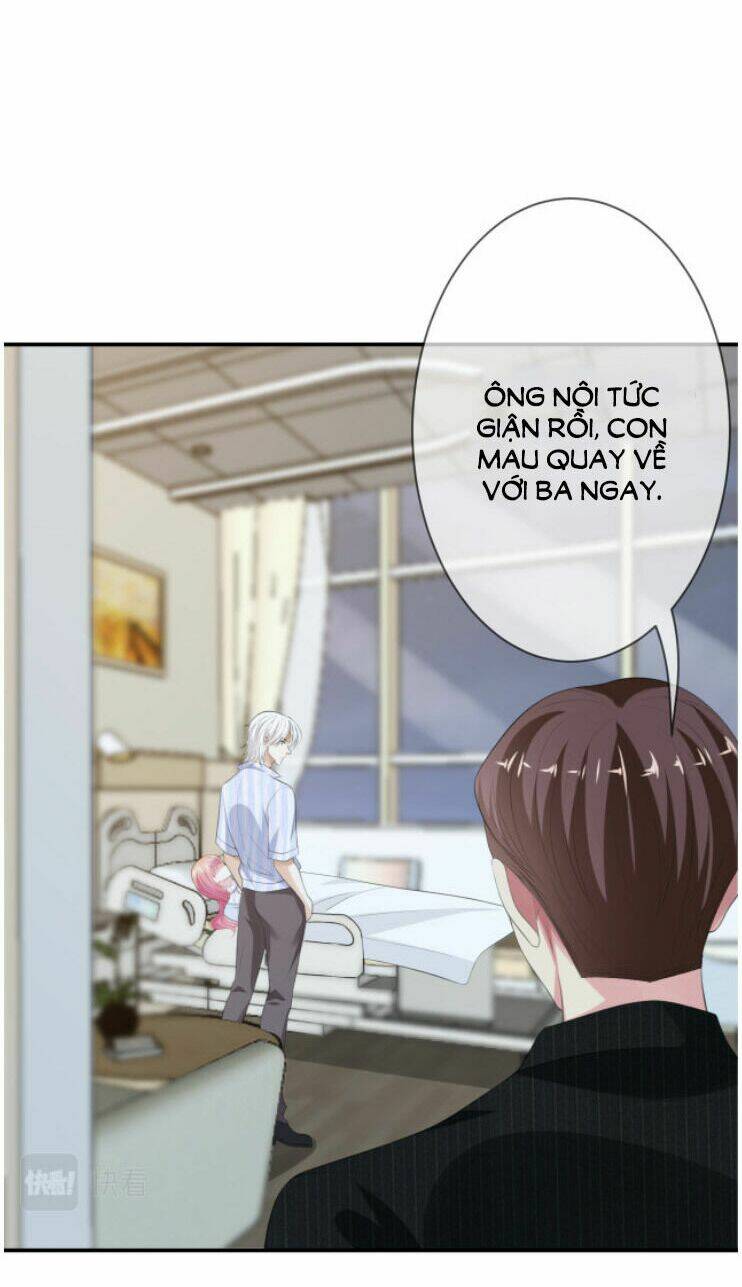 ÔNG NỘI TỨC
GIẬN RỒI, CON
MAU QUAY VỀ
VỚI BA NGAY.
快看! 快看